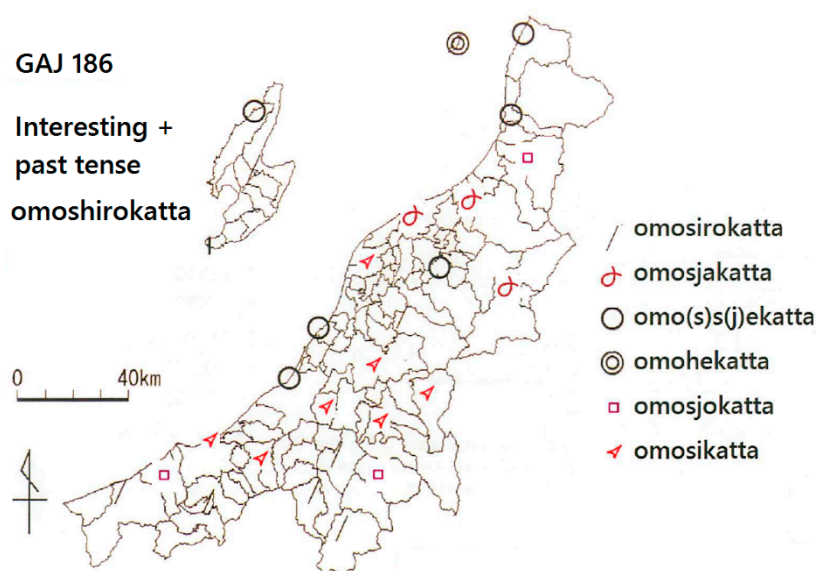 GAJ 186
Interesting +
past tense
omoshirokatta
0 40km
omosirokatta
omosjakatta
omo(s)s(j)ekatta
omohekatta
omosjokatta
omosikatta